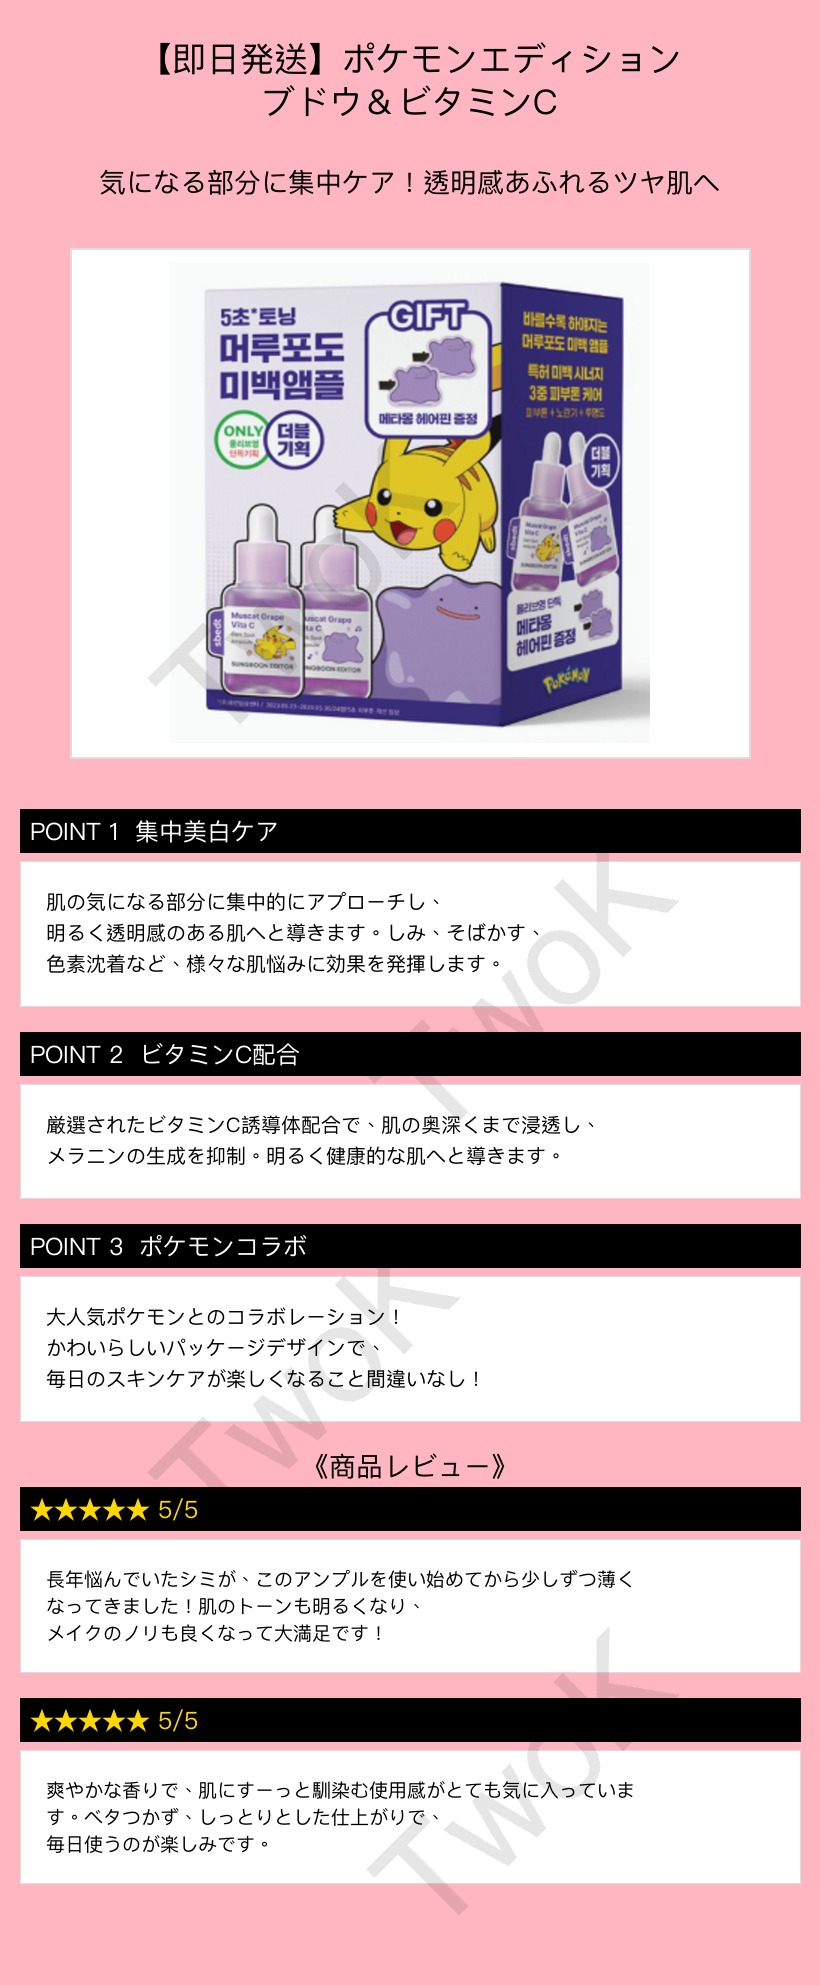 【即日発送】ポケモンエディション
ブドウ＆ビタミンC
気になる部分に集中ケア！透明感あふれるツヤ肌へ
5초*토닝
머루포도
미백앰플
ONLY
올리브영
단독기획
더블
기획
GIFT
메타몽 헤어핀 증정
바를수록 하얘지는
머루포도 미백 앰플
특허 미백 시너지
3중 피부톤 케어
피부톤 + 노란기 + 투명도
더블
기획
sbedt
Muscat Grape
Vita C
Dark Spot
Ampoule
SUNGBOON EDITOR
Muscat Grape
Vita C
SUNGBOON EDITOR
올리브영 단독
메타몽
헤어핀 증정
POKéMON
TwoK
POINT 1 集中美白ケア
肌の気になる部分に集中的にアプローチし、
明るく透明感のある肌へと導きます。しみ、そばかす、
色素沈着など、様々な肌悩みに効果を発揮します。
TwoK
POINT 2 ビタミンC配合
厳選されたビタミンC誘導体配合で、肌の奥深くまで浸透し、
メラニンの生成を抑制。明るく健康的な肌へと導きます。
POINT 3 ポケモンコラボ
大人気ポケモンとのコラボレーション！
かわいらしいパッケージデザインで、
毎日のスキンケアが楽しくなること間違いなし！
TwoK
《商品レビュー》
★★★★★ 5/5
長年悩んでいたシミが、このアンプルを使い始めてから少しずつ薄く
なってきました！肌のトーンも明るくなり、
メイクのノリも良くなって大満足です！
★★★★★ 5/5
爽やかな香りで、肌にすーっと馴染む使用感がとても気に入っていま
す。ベタつかず、しっとりとした仕上がりで、
毎日使うのが楽しみです。
TwoK